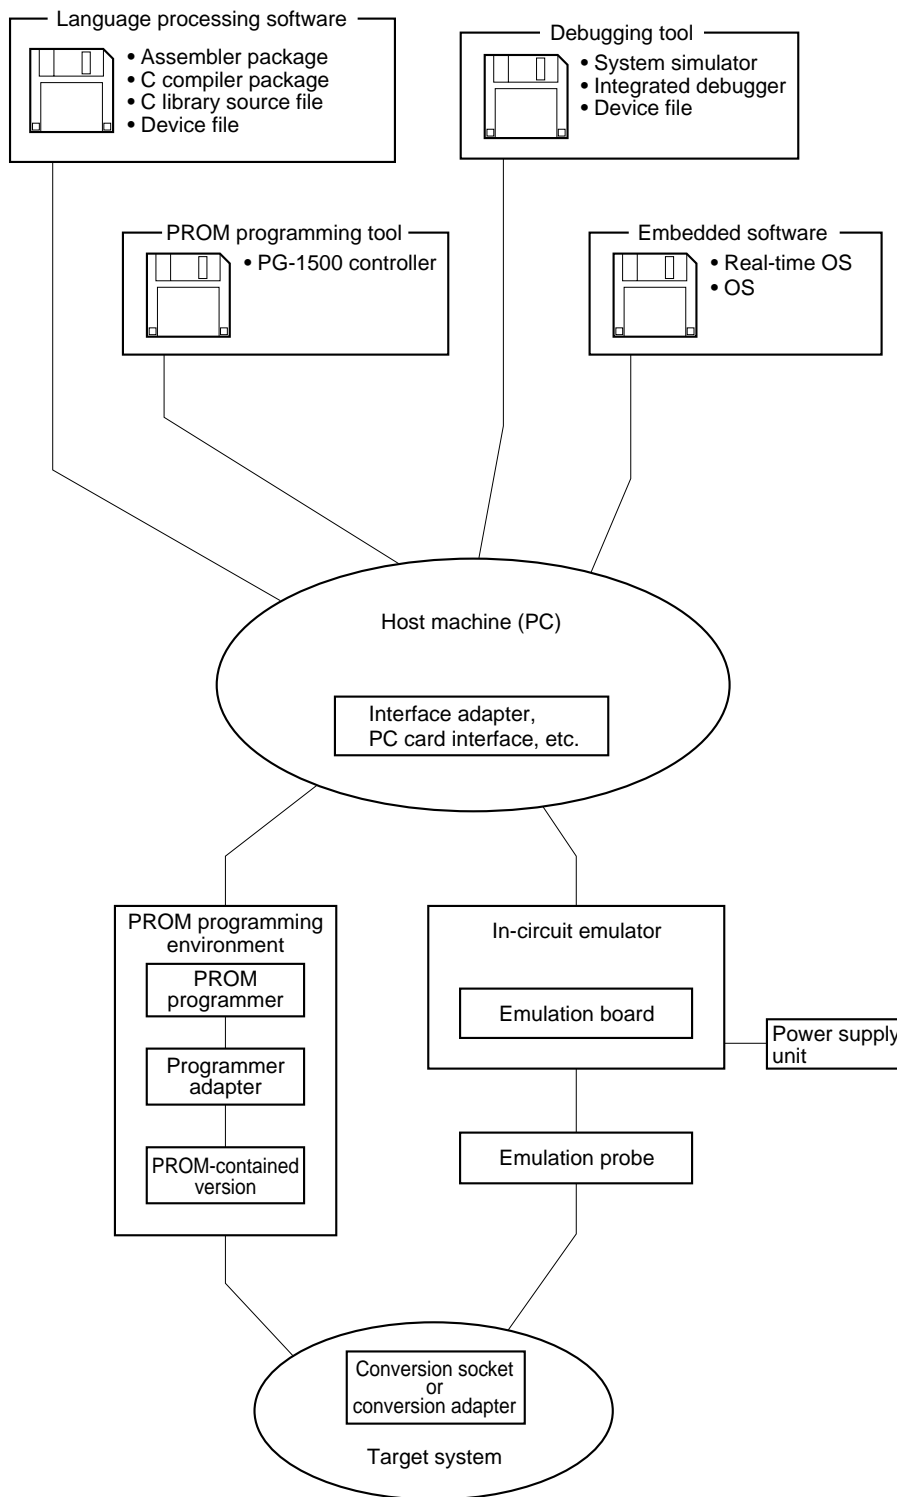 Language processing software
• Assembler package
• C compiler package
• C library source file
• Device file
Debugging tool
• System simulator
• Integrated debugger
• Device file
PROM programming tool
• PG-1500 controller
Embedded software
• Real-time OS
• OS
Host machine (PC)
Interface adapter,
PC card interface, etc.
PROM programming
environment
PROM
programmer
Programmer
adapter
PROM-contained
version
In-circuit emulator
Emulation board
Power supply
unit
Emulation probe
Conversion socket
or
conversion adapter
Target system